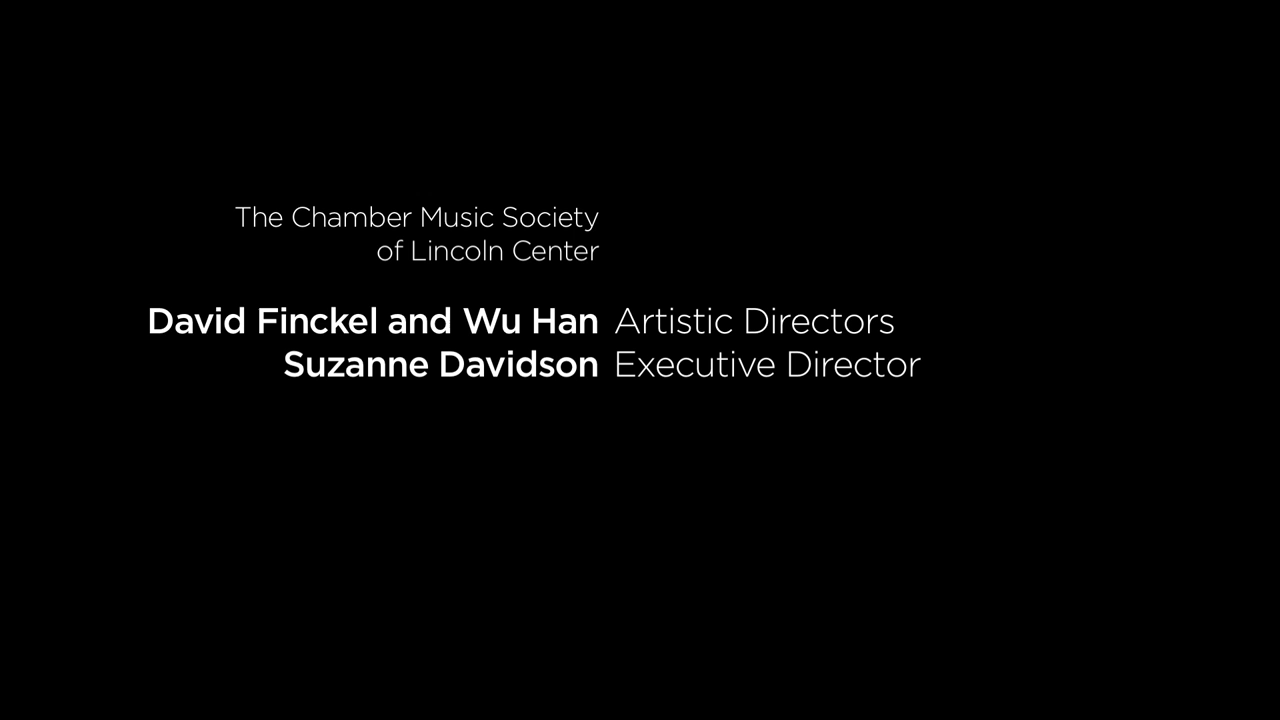 The Chamber Music Society
of Lincoln Center
David Finckel and Wu Han Artistic Directors
Suzanne Davidson Executive Director